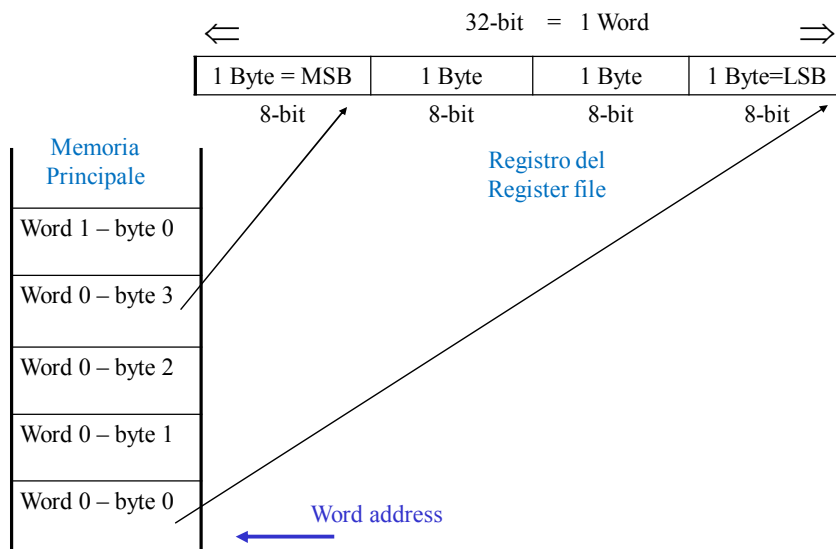 32-bit = 1 Word
1 Byte = MSB 1 Byte 1 Byte 1 Byte=LSB
8-bit 8-bit 8-bit 8-bit
Memoria
Principale
Registro del
Register file
Word 1 – byte 0
Word 0 – byte 3
Word 0 – byte 2
Word 0 – byte 1
Word 0 – byte 0
Word address